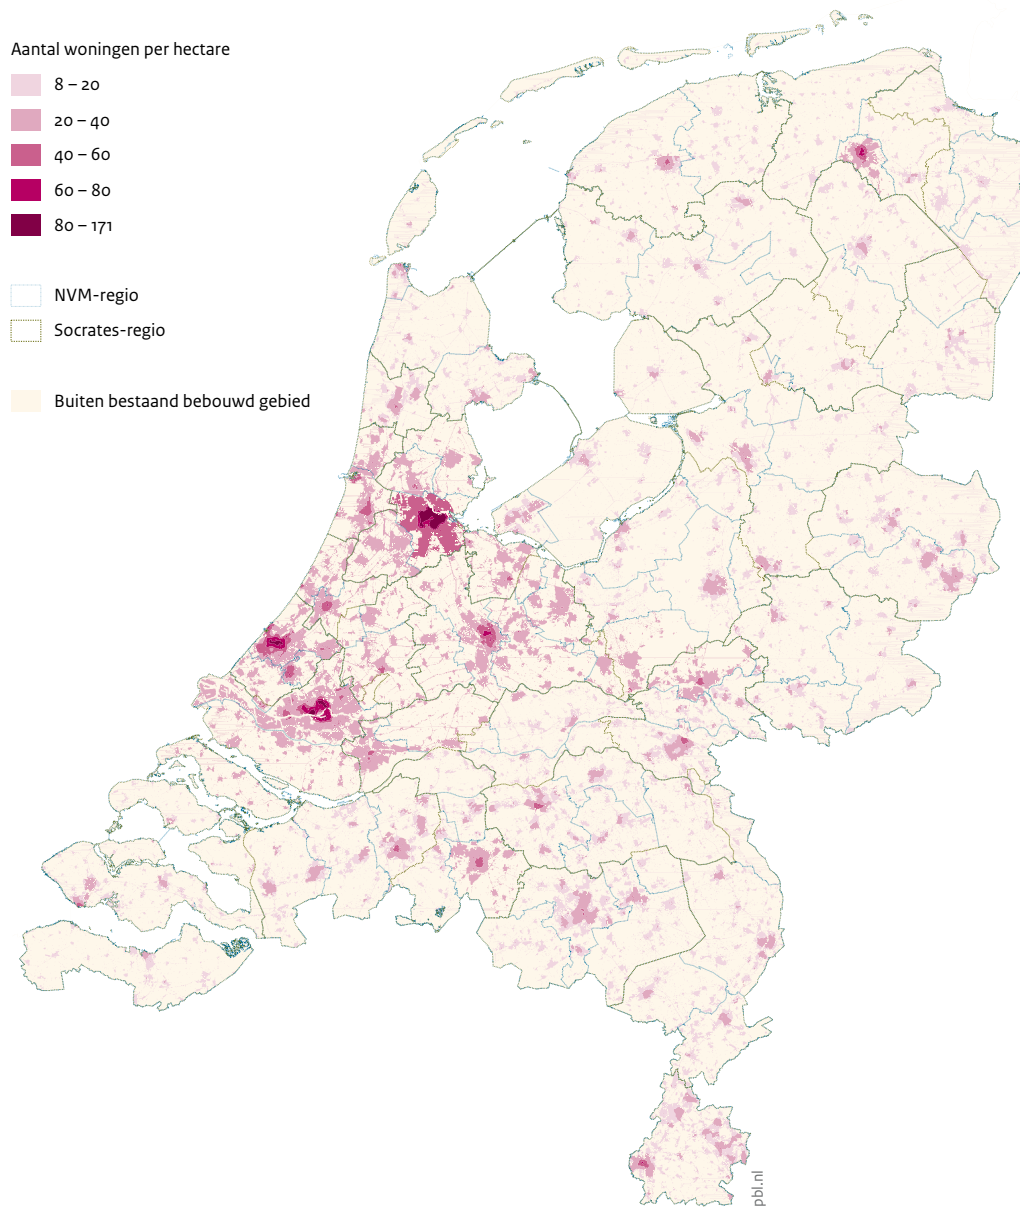 Aantal woningen per hectare
8 – 20
20 – 40
40 – 60
60 – 80
80 – 171
NVM-regio
Socrates-regio
Buiten bestaand bebouwd gebied
pbl.nl